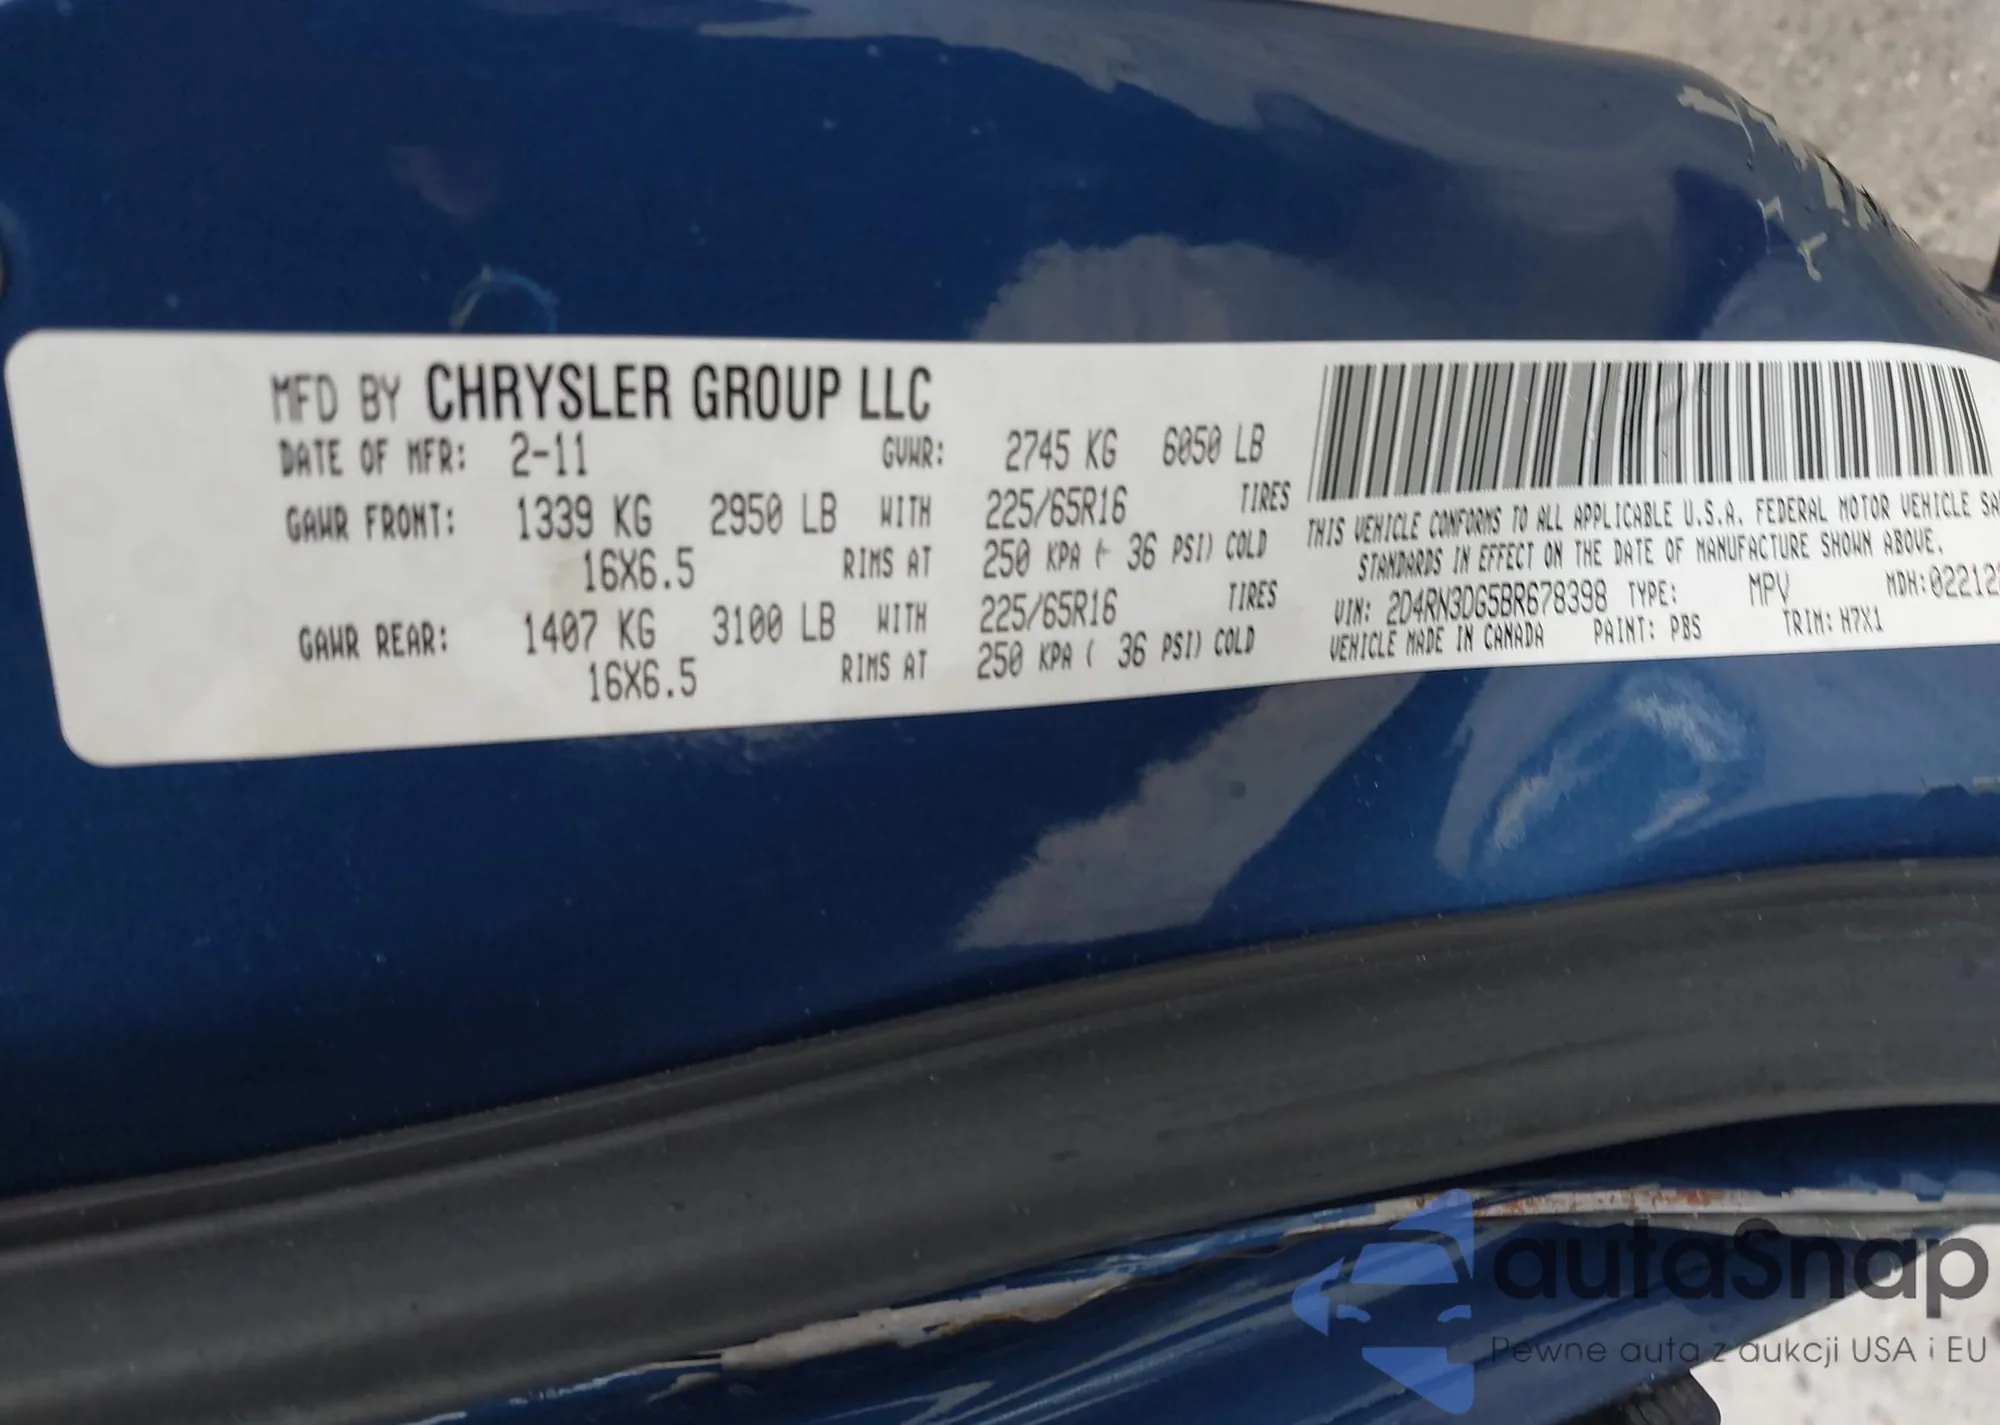 MFD BY CHRYSLER GROUP LLC
DATE OF MFR: 2-11 GVWR: 2745 KG 6050 LB
GAWR FRONT: 1339 KG 2950 LB WITH 225/65R16 TIRES
16X6.5 RIMS AT 250 KPA ( 36 PSI) COLD
GAWR REAR: 1407 KG 3100 LB WITH 225/65R16 TIRES
16X6.5 RIMS AT 250 KPA ( 36 PSI) COLD
THIS VEHICLE CONFORMS TO ALL APPLICABLE U.S.A. FEDERAL MOTOR VEHICLE SA
STANDARDS IN EFFECT ON THE DATE OF MANUFACTURE SHOWN ABOVE.
VIN: 2D4RN3DG5BR678398 TYPE: MPV MDH:02212
VEHICLE MADE IN CANADA PAINT: PBS TRIM: H7X1
autaSnap
Pewne auta z aukcji USA i EU